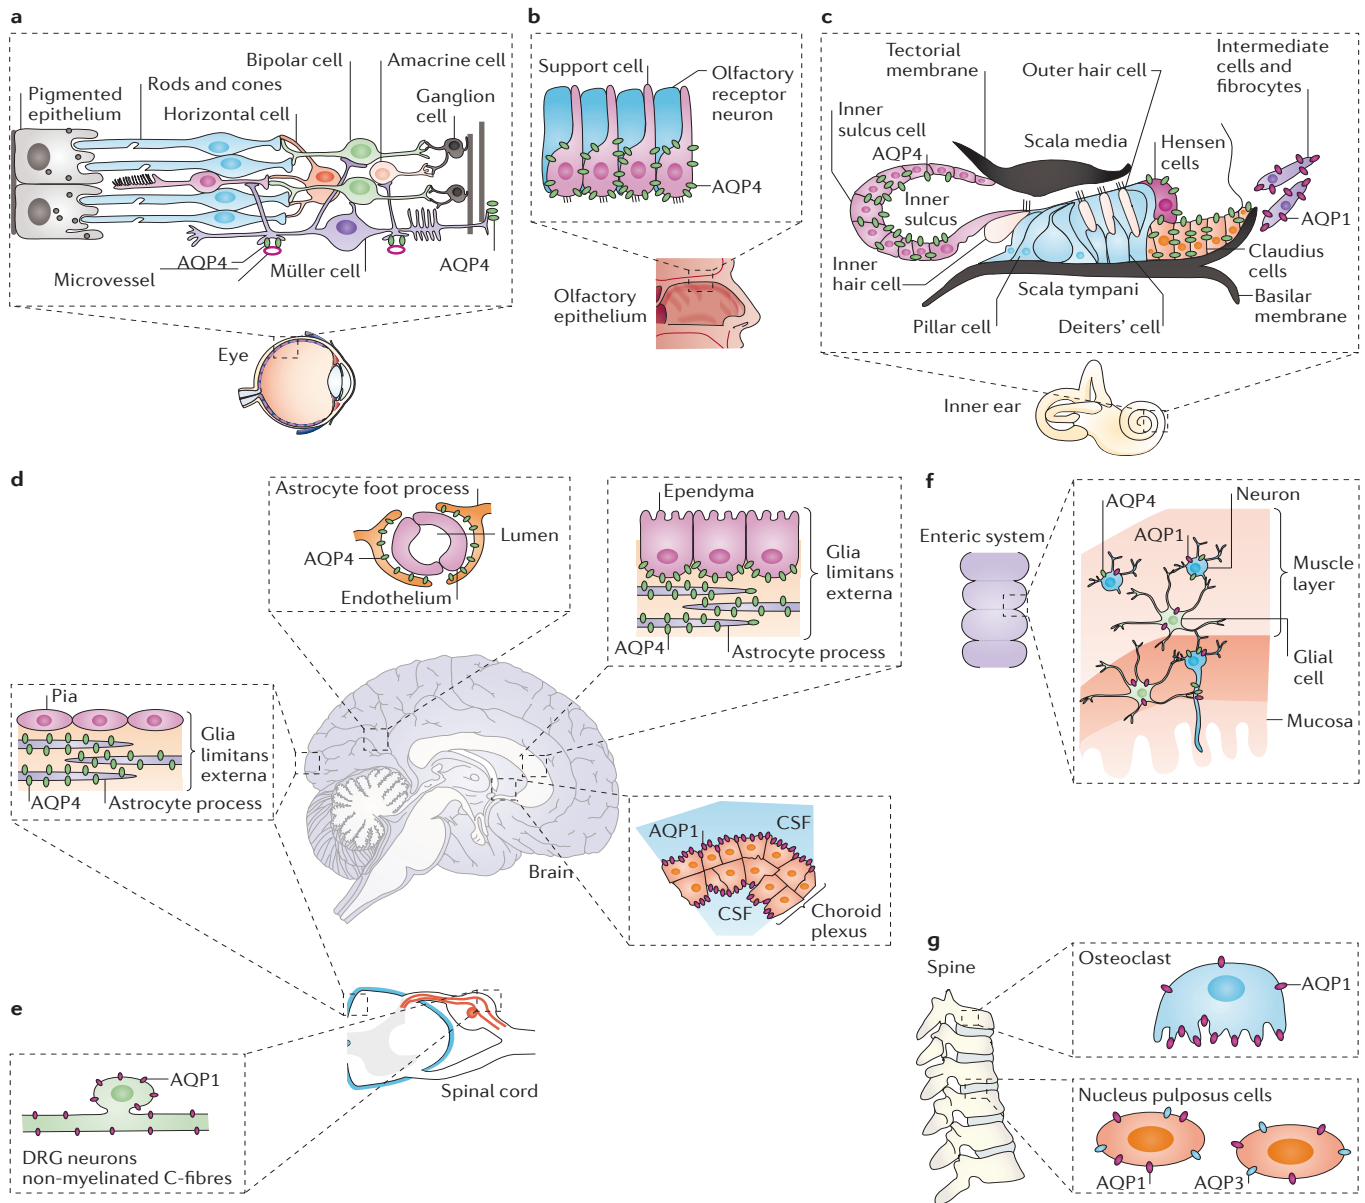 a
Pigmented
epithelium
Rods and cones
Horizontal cell
Bipolar cell
Amacrine cell
Ganglion
cell
Microvessel
AQP4
Müller cell
AQP4
Eye
b
Support cell
Olfactory
receptor
neuron
AQP4
Olfactory
epithelium
c
Tectorial
membrane
Outer hair cell
Intermediate
cells and
fibrocytes
Inner
sulcus cell
AQP4
Scala media
Hensen
cells
Inner
sulcus
AQP1
Inner
hair cell
Claudius
cells
Scala tympani
Pillar cell
Deiters' cell
Basilar
membrane
Inner ear
d
Astrocyte foot process
Lumen
AQP4
Endothelium
Ependyma
Glia
limitans
externa
AQP4
Astrocyte process
Pia
Glia
limitans
externa
AQP4
Astrocyte process
Brain
AQP1
CSF
CSF
Choroid
plexus
e
AQP1
DRG neurons
non-myelinated C-fibres
Spinal cord
f
Enteric system
AQP4
Neuron
AQP1
Muscle
layer
Glial
cell
Mucosa
g
Spine
Osteoclast
AQP1
Nucleus pulposus cells
AQP1
AQP3